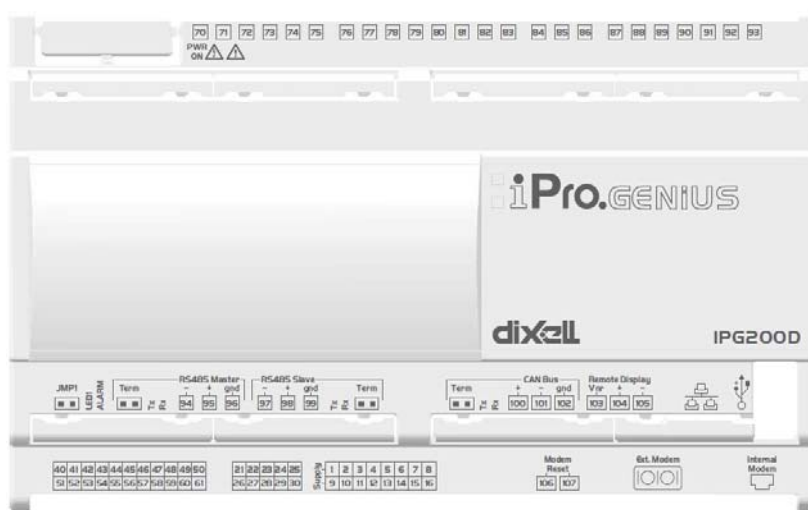 70 71 72 73 74 75 76 77 78 79 80 81 82 83 84 85 86 87 88 89 90 91 92 93
PWR
ON
iPro.GENIUS
dixell
IPG200D
JMP1 LED1 ALARM Term Tx Rx RS485 Master - + gnd 94 95 96
RS485 Slave - + gnd 97 98 99 Tx Rx Term
Term Tx Rx CAN Bus + - gnd 100 101 102
Remote Display Vnr + - 103 104 105
40 41 42 43 44 45 46 47 48 49 50
51 52 53 54 55 56 57 58 59 60 61
21 22 23 24 25
26 27 28 29 30
Supply
1 2 3 4 5 6 7 8
9 10 11 12 13 14 15 16
Modem
Reset
106 107
Ext. Modem
Internal
Modem